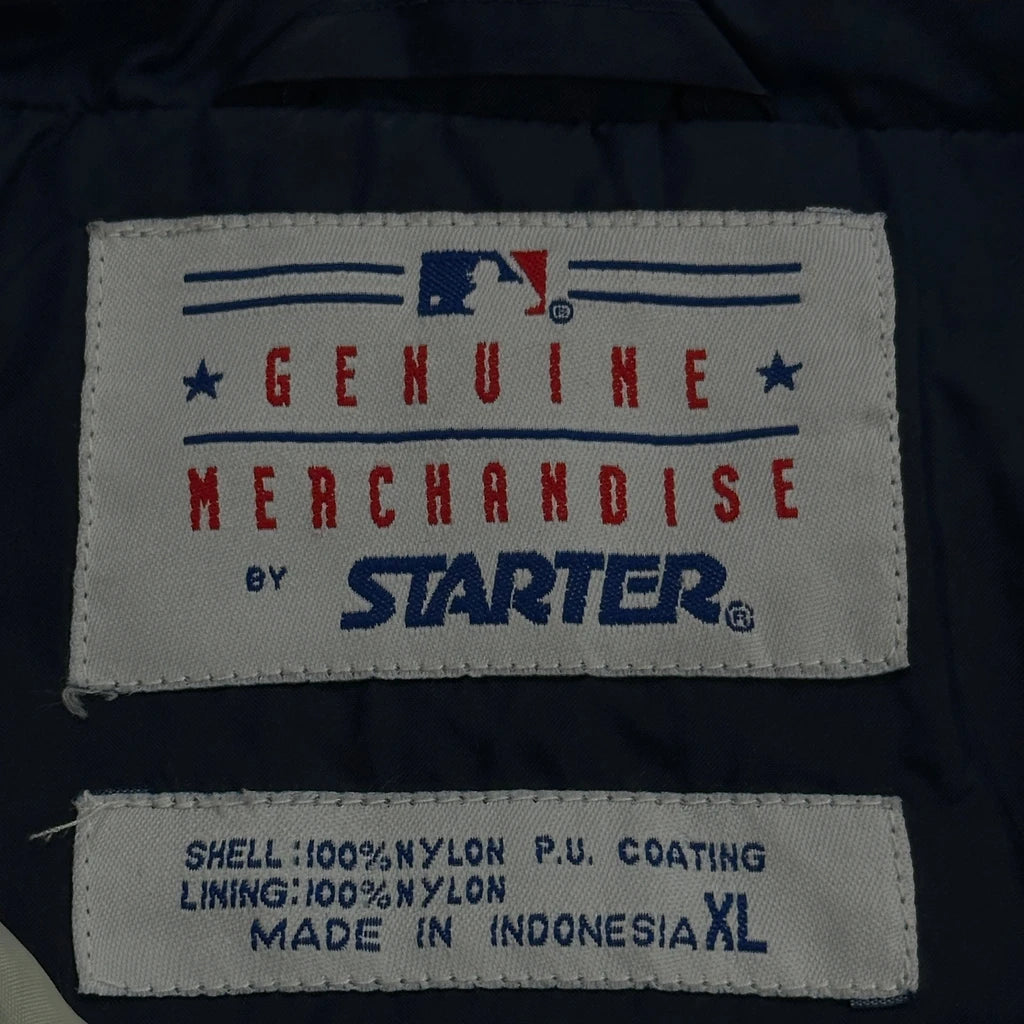 GENUINE
MERCHANDISE
BY STARTER®
SHELL:100%NYLON P.U. COATING
LINING:100%NYLON
MADE IN INDONESIA XL